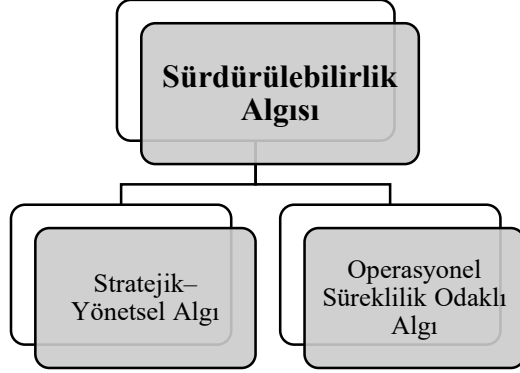 Sürdürülebilirlik
Algısı
Stratejik–
Yönetsel Algı
Operasyonel
Süreklilik Odaklı
Algı